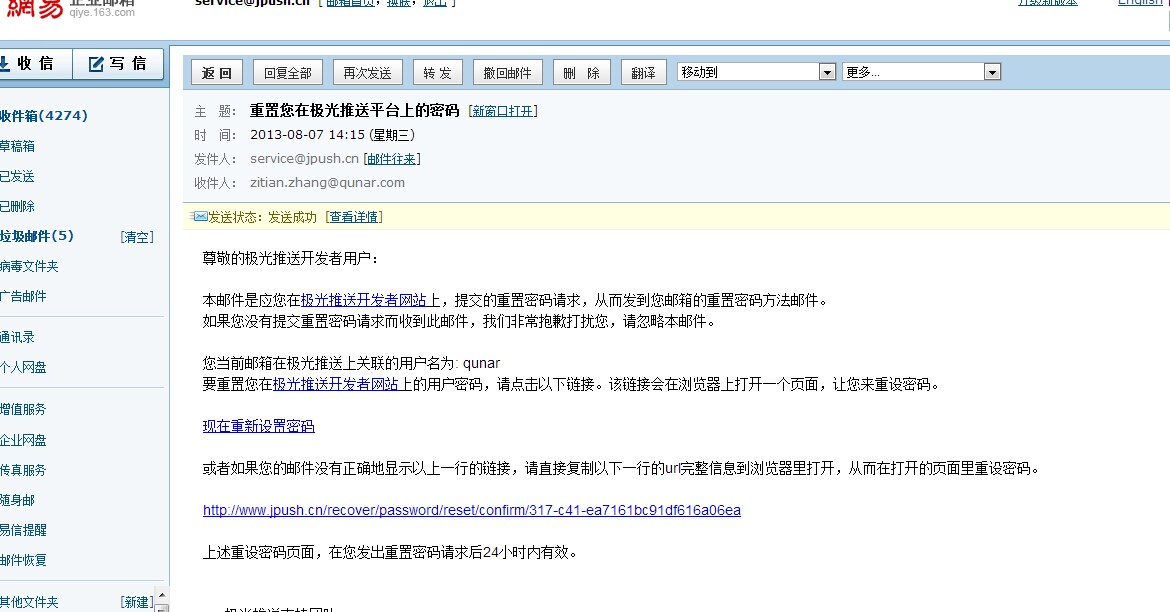 網易 企业邮箱
qiye.163.com
service@jpush.cn [ 邮箱首页, 换肤, 退出 ]
升级新版本 English
收 信 写 信
返 回 回复全部 再次发送 转 发 撤回邮件 删 除 翻译 移动到 更多...
收件箱(4274)
草稿箱
已发送
已删除
垃圾邮件(5) [清空]
病毒文件夹
广告邮件
通讯录
个人网盘
增值服务
企业网盘
传真服务
随身邮
易信提醒
邮件恢复
其他文件夹 [新建]
主 题: 重置您在极光推送平台上的密码 [新窗口打开]
时 间: 2013-08-07 14:15 (星期三)
发件人: service@jpush.cn [邮件往来]
收件人: zitian.zhang@qunar.com
发送状态: 发送成功 [查看详情]
尊敬的极光推送开发者用户:
本邮件是应您在极光推送开发者网站上，提交的重置密码请求，从而发到您邮箱的重置密码方法邮件。
如果您没有提交重置密码请求而收到此邮件，我们非常抱歉打扰您，请忽略本邮件。
您当前邮箱在极光推送上关联的用户名为: qunar
要重置您在极光推送开发者网站上的用户密码，请点击以下链接。该链接会在浏览器上打开一个页面，让您来重设密码。
现在重新设置密码
或者如果您的邮件没有正确地显示以上一行的链接，请直接复制以下一行的url完整信息到浏览器里打开，从而在打开的页面里重设密码。
http://www.jpush.cn/recover/password/reset/confirm/317-c41-ea7161bc91df616a06ea
上述重设密码页面，在您发出重置密码请求后24小时内有效。
极光推送支持团队